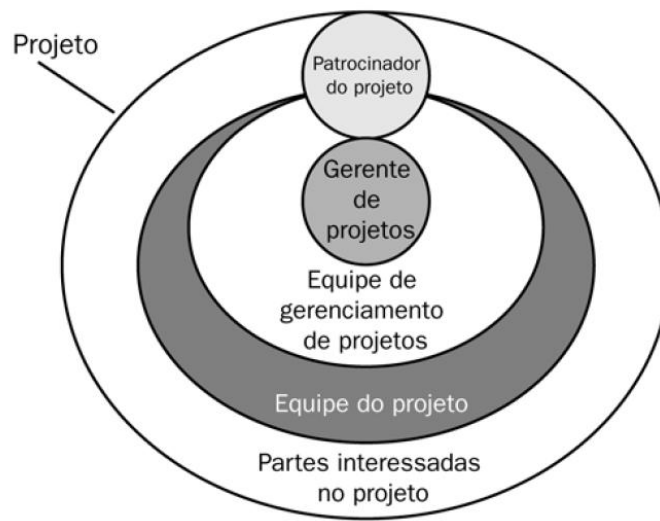 Projeto
Patrocinador
do projeto
Gerente
de
projetos
Equipe de
gerenciamento
de projetos
Equipe do projeto
Partes interessadas
no projeto